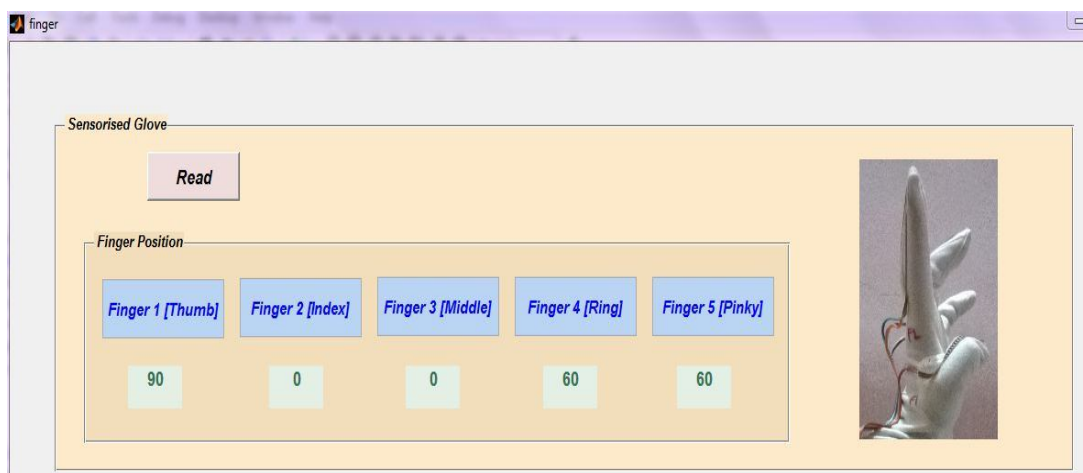 finger
Sensorised Glove
Read
Finger Position
Finger 1 [Thumb] Finger 2 [Index] Finger 3 [Middle] Finger 4 [Ring] Finger 5 [Pinky]
90 0 0 60 60